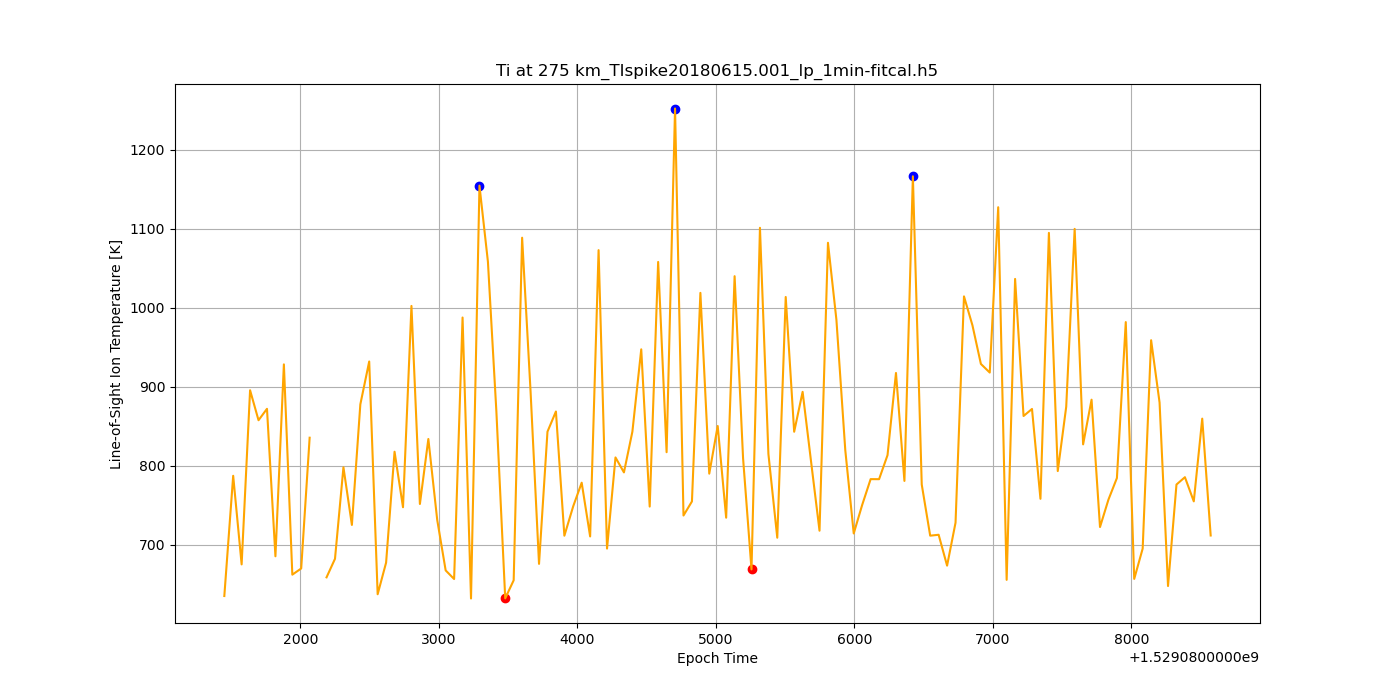 Ti at 275 km_TIspike20180615.001_lp_1min-fitcal.h5
Line-of-Sight Ion Temperature [K]
1200
1100
1000
900
800
700
2000 3000 4000 5000 6000 7000 8000
Epoch Time
+1.5290800000e9